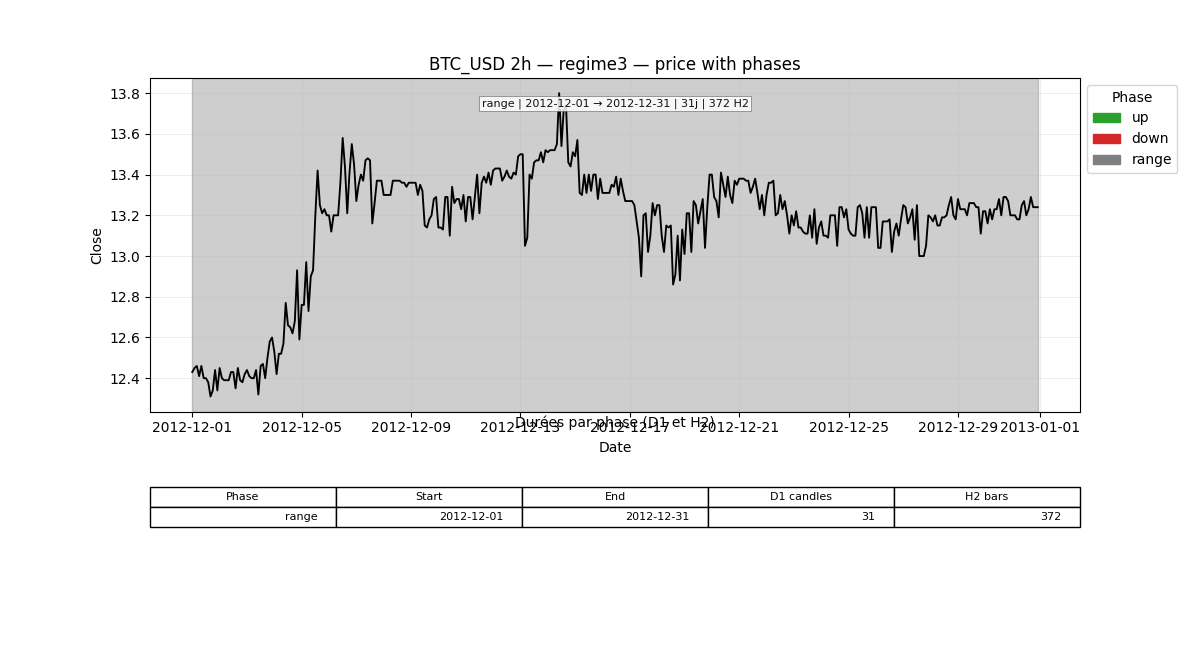 BTC_USD 2h — regime3 — price with phases
range | 2012-12-01 → 2012-12-31 | 31j | 372 H2
Phase
up
down
range
Close
13.8
13.6
13.4
13.2
13.0
12.8
12.6
12.4
Durées par phase (D1 et H2)
2012-12-01 2012-12-05 2012-12-09 2012-12-13 2012-12-17 2012-12-21 2012-12-25 2012-12-29 2013-01-01
Date
Phase Start End D1 candles H2 bars
range 2012-12-01 2012-12-31 31 372